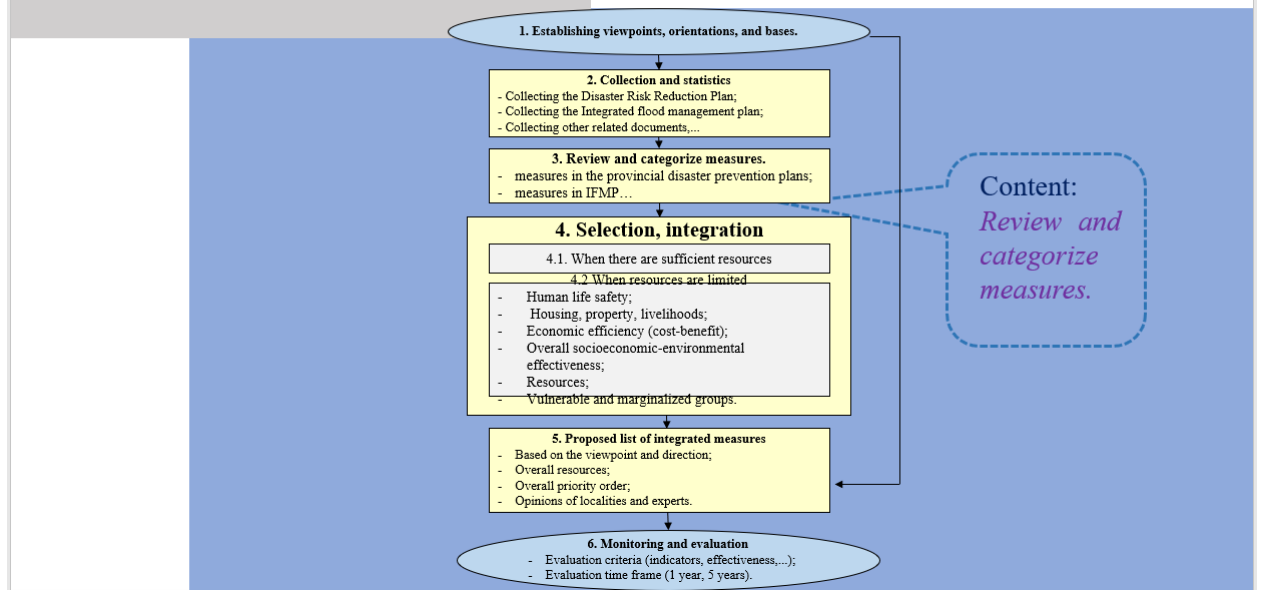 1. Establishing viewpoints, orientations, and bases.
2. Collection and statistics
- Collecting the Disaster Risk Reduction Plan;
- Collecting the Integrated flood management plan;
- Collecting other related documents,...
3. Review and categorize measures.
- measures in the provincial disaster prevention plans;
- measures in IFMP…
4. Selection, integration
4.1. When there are sufficient resources
4.2 When resources are limited
- Human life safety;
- Housing, property, livelihoods;
- Economic efficiency (cost-benefit);
- Overall socioeconomic-environmental
effectiveness;
- Resources;
- Vulnerable and marginalized groups.
5. Proposed list of integrated measures
- Based on the viewpoint and direction;
- Overall resources;
- Overall priority order;
- Opinions of localities and experts.
6. Monitoring and evaluation
- Evaluation criteria (indicators, effectiveness,...);
- Evaluation time frame (1 year, 5 years).
Content:
Review and
categorize
measures.